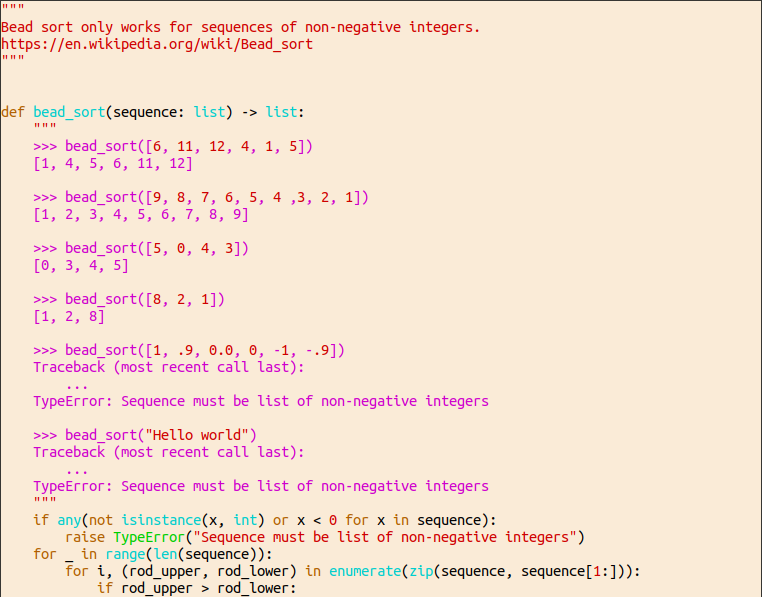 """
Bead sort only works for sequences of non-negative integers.
https://en.wikipedia.org/wiki/Bead_sort
"""


def bead_sort(sequence: list) -> list:
    """
    >>> bead_sort([6, 11, 12, 4, 1, 5])
    [1, 4, 5, 6, 11, 12]

    >>> bead_sort([9, 8, 7, 6, 5, 4 ,3, 2, 1])
    [1, 2, 3, 4, 5, 6, 7, 8, 9]

    >>> bead_sort([5, 0, 4, 3])
    [0, 3, 4, 5]

    >>> bead_sort([8, 2, 1])
    [1, 2, 8]

    >>> bead_sort([1, .9, 0.0, 0, -1, -.9])
    Traceback (most recent call last):
        ...
    TypeError: Sequence must be list of non-negative integers

    >>> bead_sort("Hello world")
    Traceback (most recent call last):
        ...
    TypeError: Sequence must be list of non-negative integers
    """
    if any(not isinstance(x, int) or x < 0 for x in sequence):
        raise TypeError("Sequence must be list of non-negative integers")
    for _ in range(len(sequence)):
        for i, (rod_upper, rod_lower) in enumerate(zip(sequence, sequence[1:])):
            if rod_upper > rod_lower: